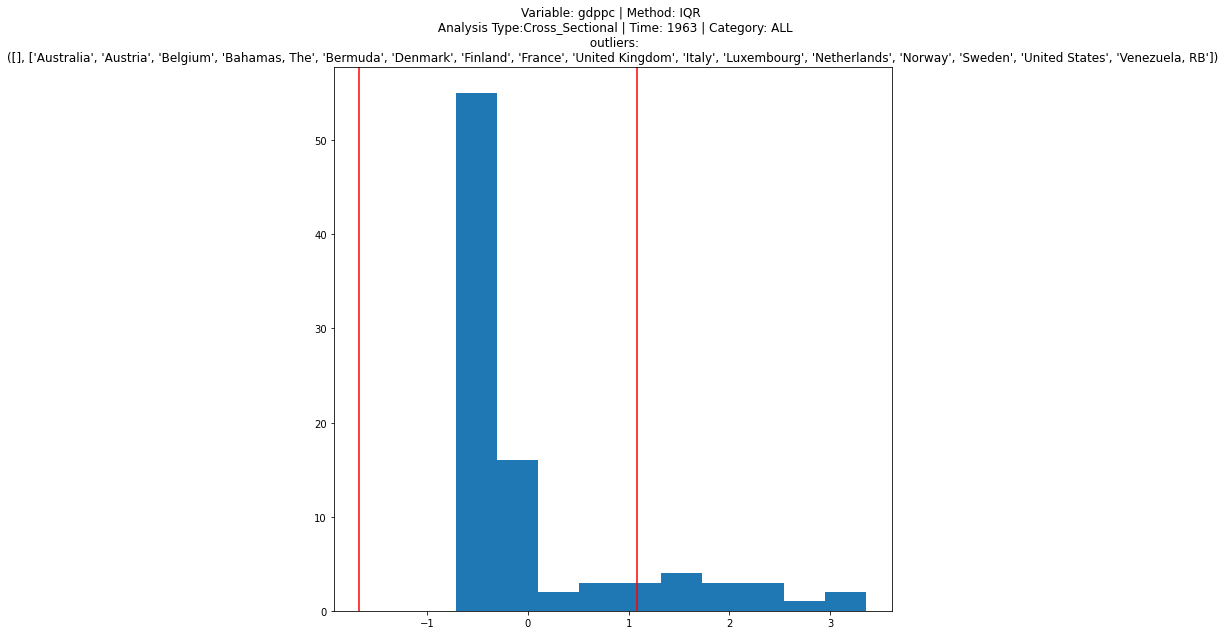 Variable: gdppc | Method: IQR
Analysis Type:Cross_Sectional | Time: 1963 | Category: ALL
outliers:
([], ['Australia', 'Austria', 'Belgium', 'Bahamas, The', 'Bermuda', 'Denmark', 'Finland', 'France', 'United Kingdom', 'Italy', 'Luxembourg', 'Netherlands', 'Norway', 'Sweden', 'United States', 'Venezuela, RB'])
50
40
30
20
10
0
−1 0 1 2 3